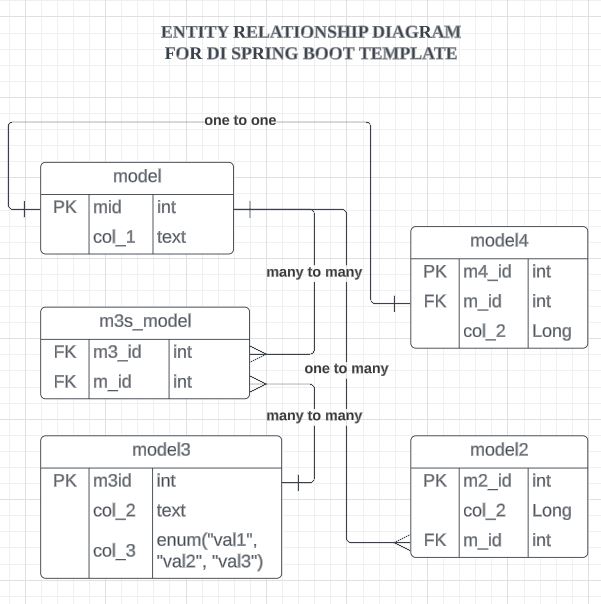 ENTITY RELATIONSHIP DIAGRAM
FOR DI SPRING BOOT TEMPLATE
one to one
model
PK mid int
col_1 text
model4
PK m4_id int
FK m_id int
col_2 Long
many to many
m3s_model
FK m3_id int
FK m_id int
one to many
many to many
model3
PK m3id int
col_2 text
col_3 enum("val1",
"val2", "val3")
model2
PK m2_id int
col_2 Long
FK m_id int